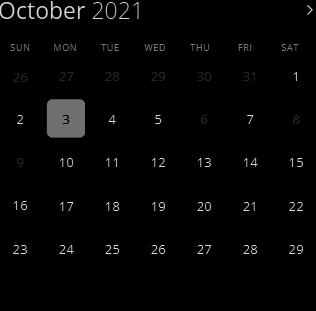 October 2021
SUN MON TUE WED THU FRI SAT
26 27 28 29 30 31 1
2 3 4 5 6 7 8
9 10 11 12 13 14 15
16 17 18 19 20 21 22
23 24 25 26 27 28 29